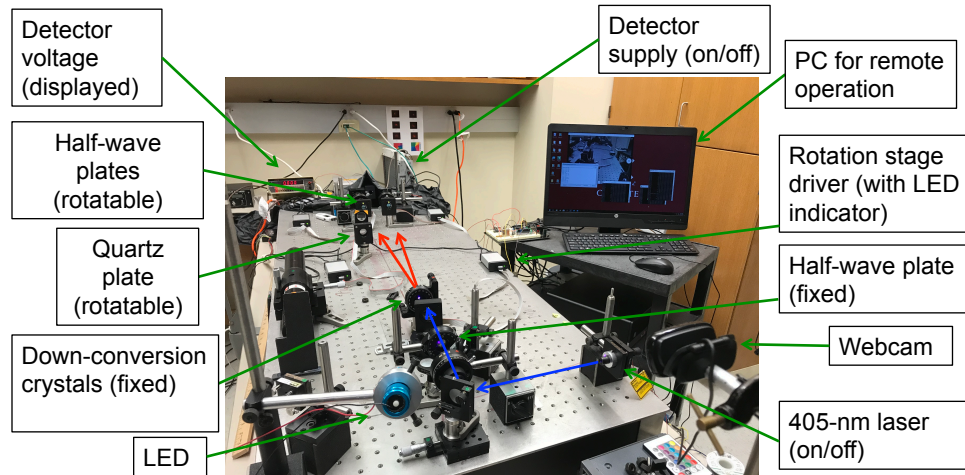 Detector
voltage
(displayed)
Detector
supply (on/off)
PC for remote
operation
Half-wave
plates
(rotatable)
Rotation stage
driver (with LED
indicator)
Quartz
plate
(rotatable)
Half-wave plate
(fixed)
Down-conversion
crystals (fixed)
Webcam
LED
405-nm laser
(on/off)